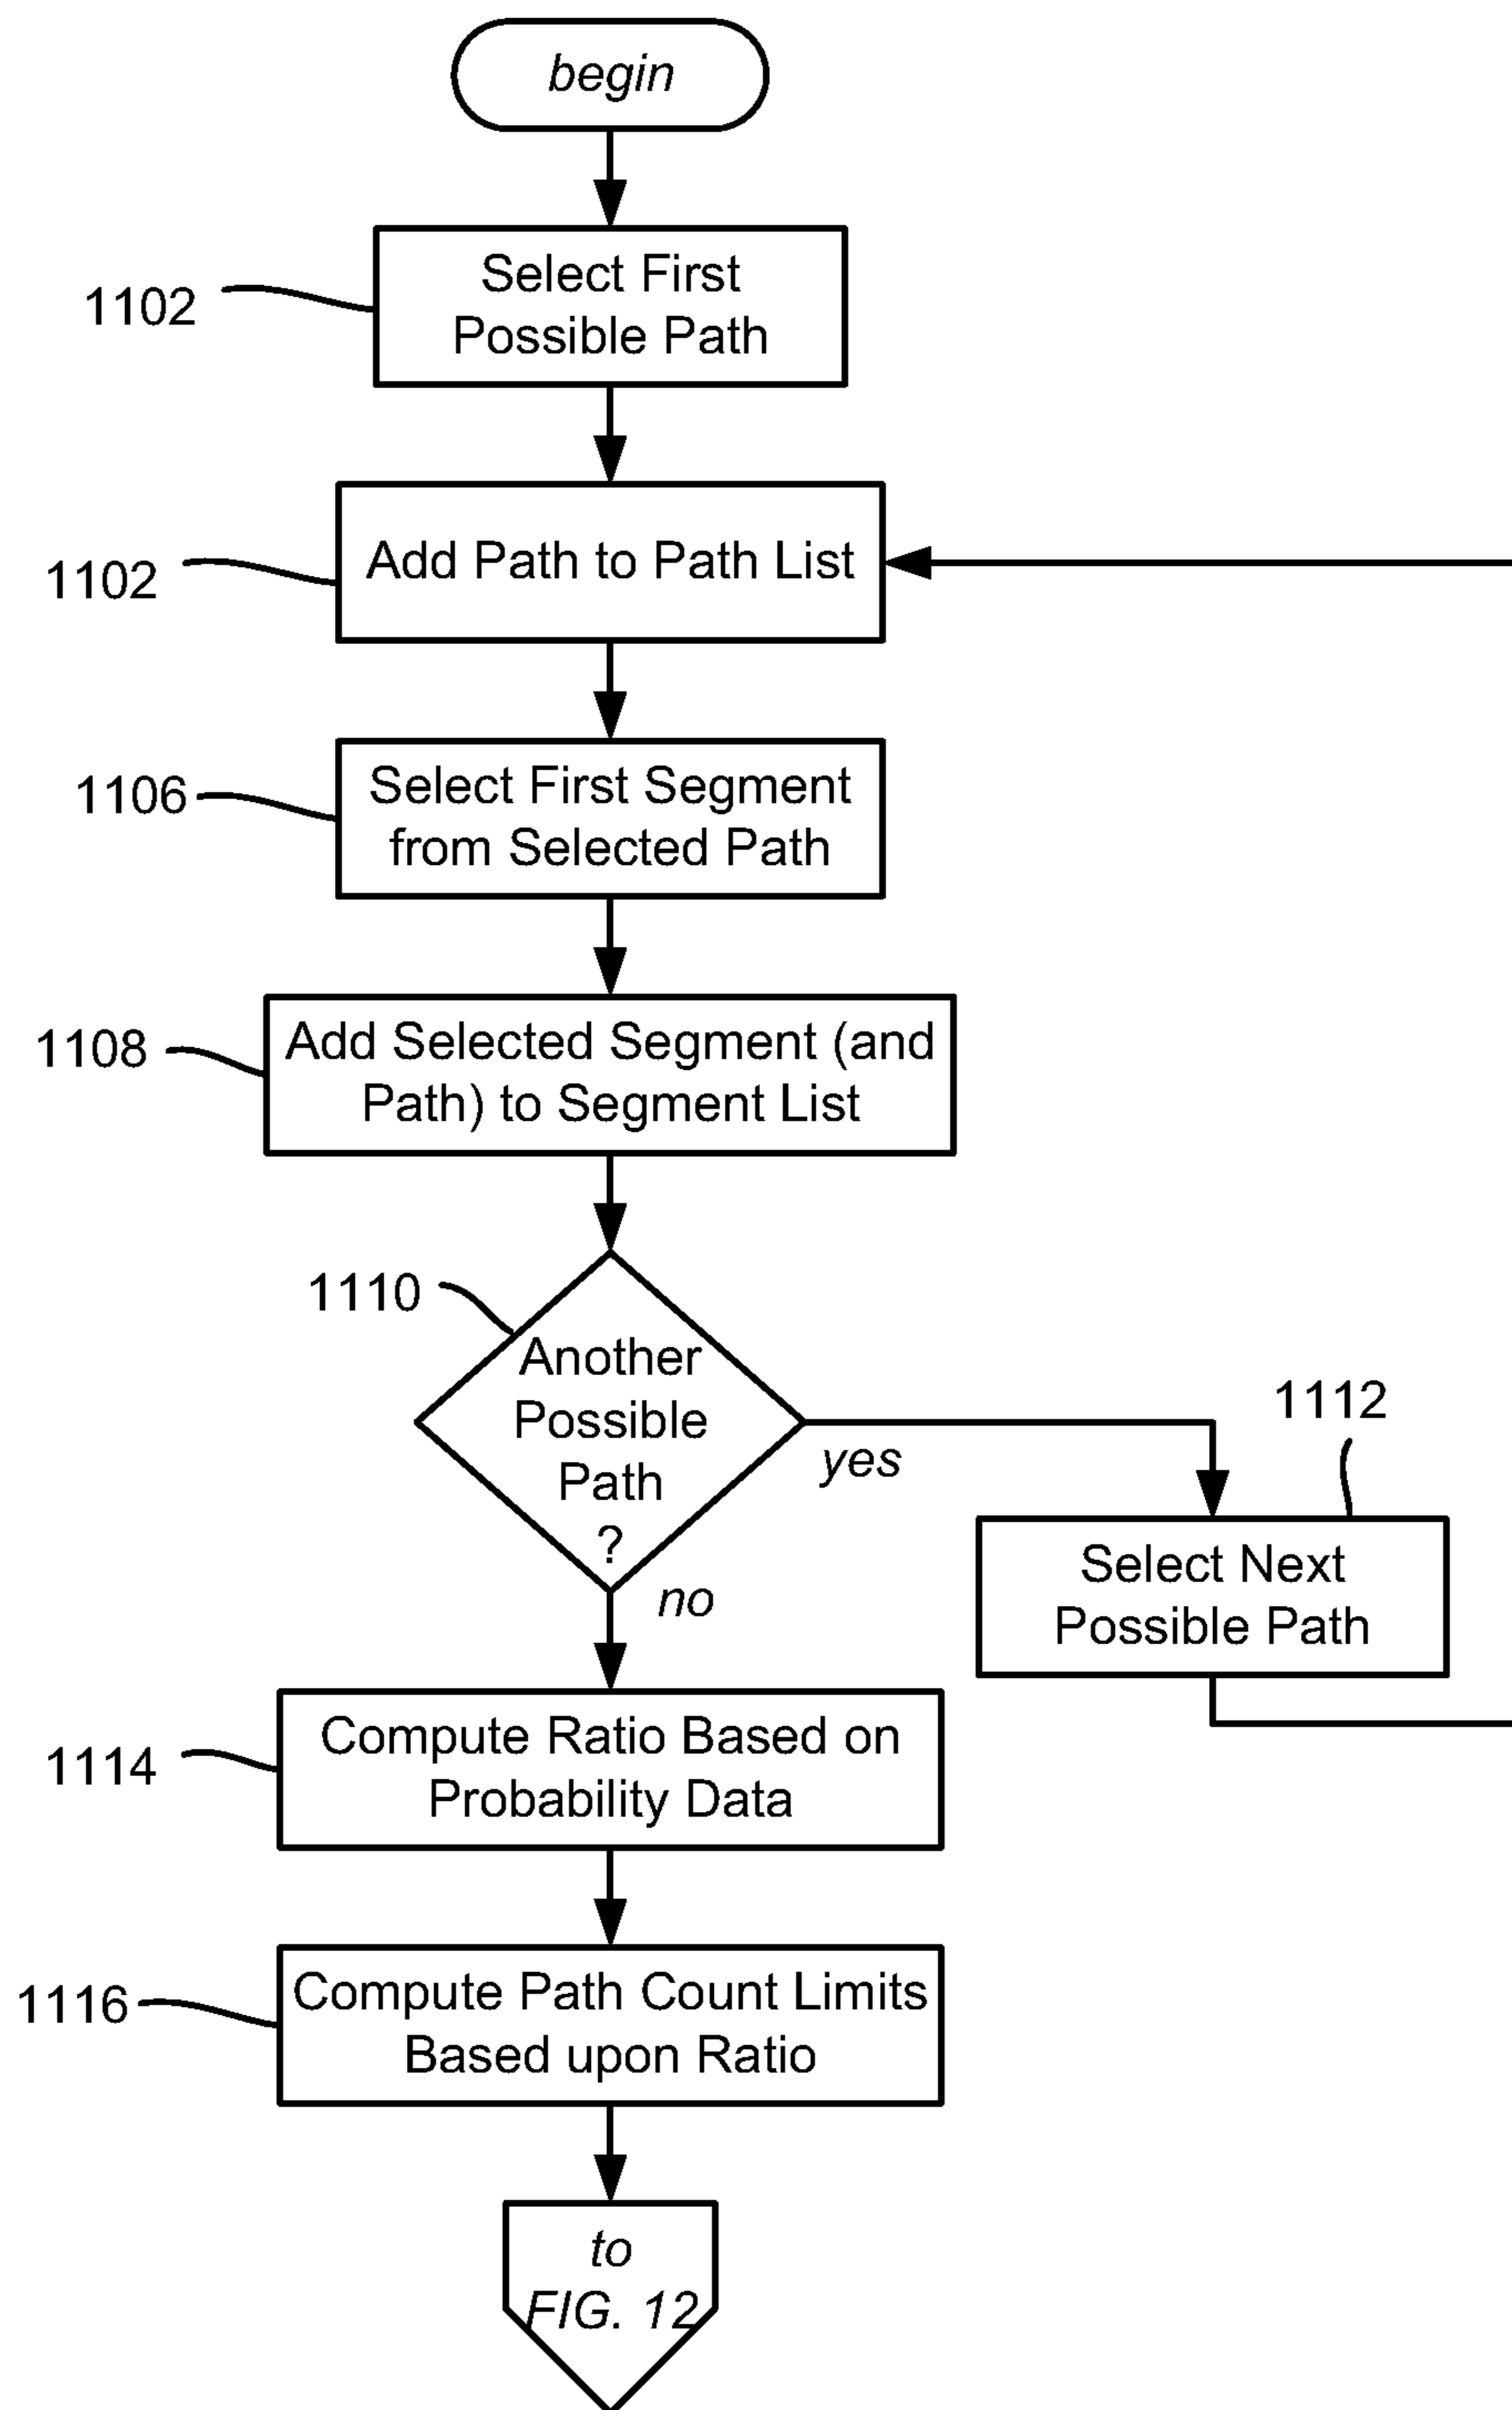 begin
1102
Select First
Possible Path
1102
Add Path to Path List
1106
Select First Segment
from Selected Path
1108
Add Selected Segment (and
Path) to Segment List
1110
Another
Possible
Path
?
yes
no
1112
Select Next
Possible Path
1114
Compute Ratio Based on
Probability Data
1116
Compute Path Count Limits
Based upon Ratio
to
FIG. 12